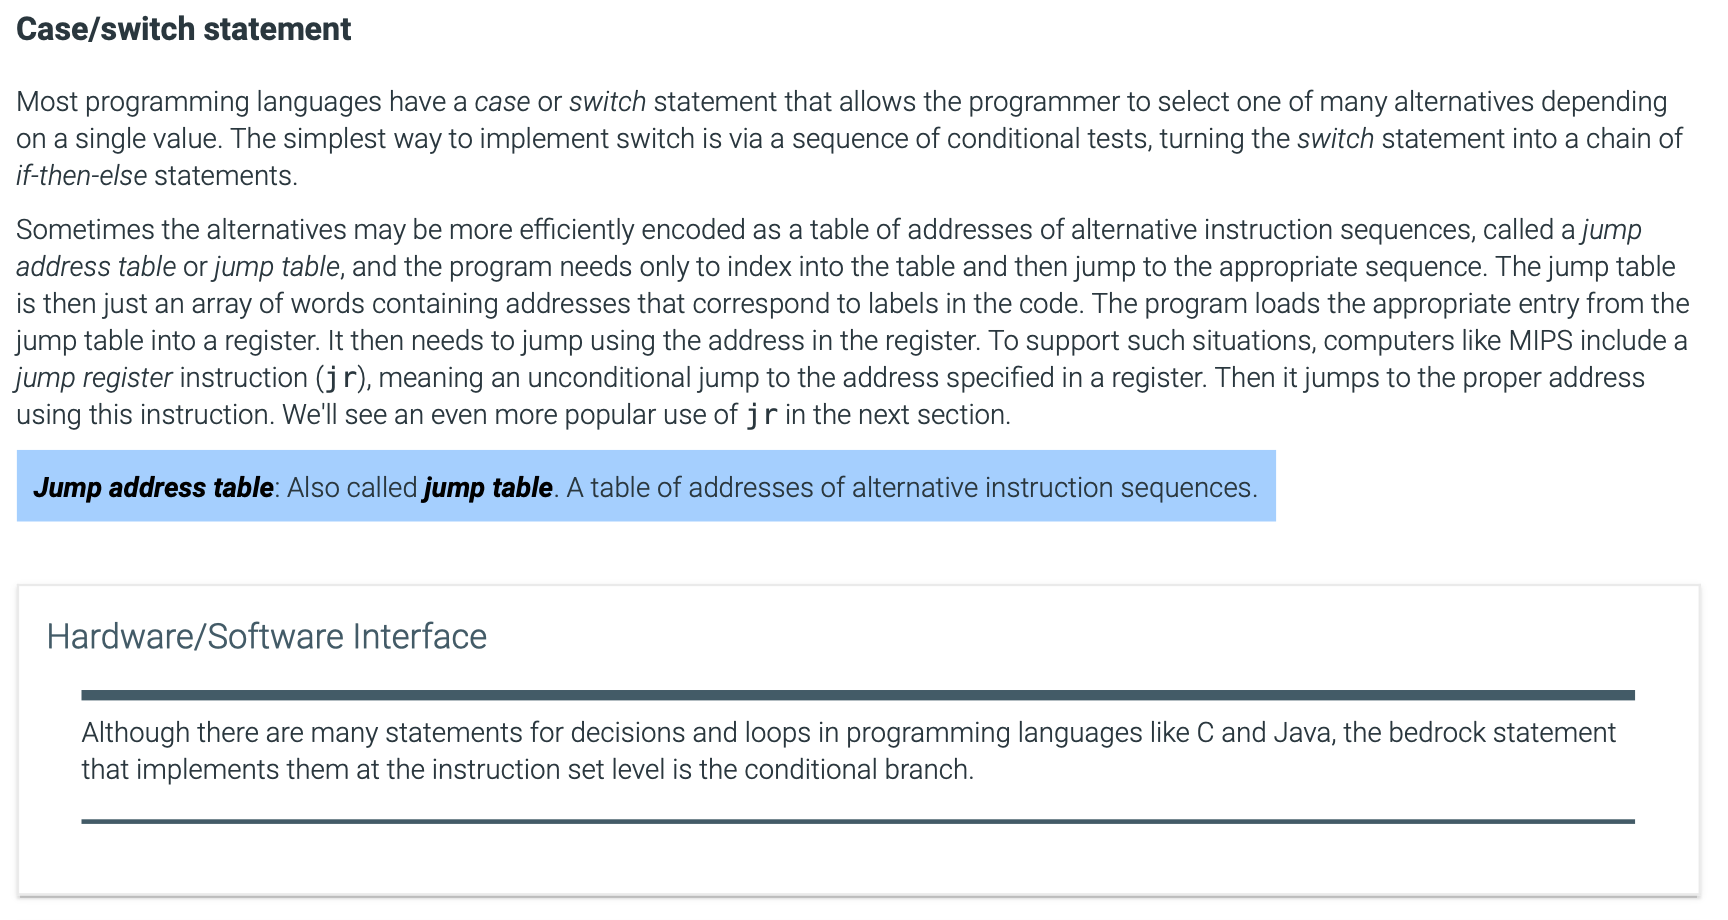 Case/switch statement
Most programming languages have a case or switch statement that allows the programmer to select one of many alternatives depending
on a single value. The simplest way to implement switch is via a sequence of conditional tests, turning the switch statement into a chain of
if-then-else statements.
Sometimes the alternatives may be more efficiently encoded as a table of addresses of alternative instruction sequences, called a jump
address table or jump table, and the program needs only to index into the table and then jump to the appropriate sequence. The jump table
is then just an array of words containing addresses that correspond to labels in the code. The program loads the appropriate entry from the
jump table into a register. It then needs to jump using the address in the register. To support such situations, computers like MIPS include a
jump register instruction (jr), meaning an unconditional jump to the address specified in a register. Then it jumps to the proper address
using this instruction. We'll see an even more popular use of jr in the next section.
Jump address table: Also called jump table. A table of addresses of alternative instruction sequences.
Hardware/Software Interface
Although there are many statements for decisions and loops in programming languages like C and Java, the bedrock statement
that implements them at the instruction set level is the conditional branch.